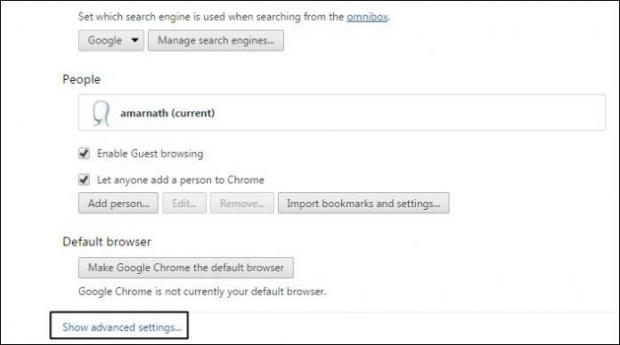 Set which search engine is used when searching from the omnibox.
Google Manage search engines...
People
amarnath (current)
Enable Guest browsing
Let anyone add a person to Chrome
Add person... Edit... Remove... Import bookmarks and settings...
Default browser
Make Google Chrome the default browser
Google Chrome is not currently your default browser.
Show advanced settings...